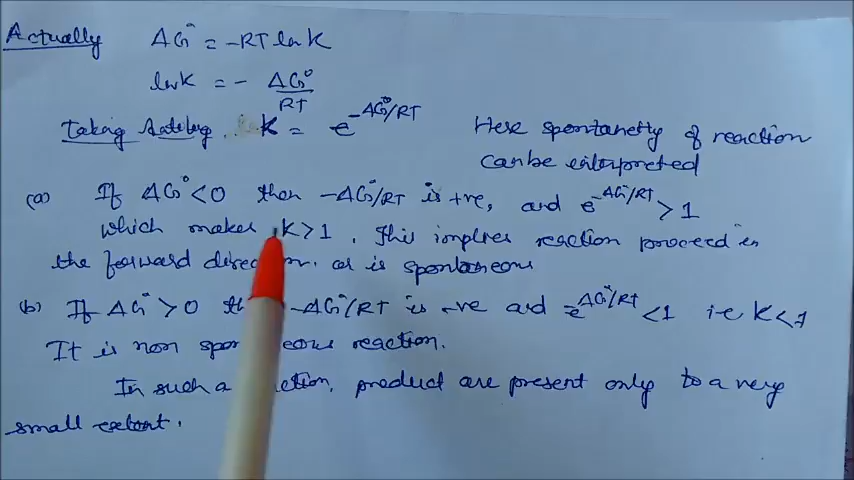 Actually ΔG° = -RT ln K
ln K = - ΔG°/RT
Taking antilog, K = e^-ΔG°/RT Here spontanetity of reaction
can be interpreted
(a) If ΔG° < 0 then -ΔG°/RT is +ve, and e^-ΔG°/RT > 1
which makes K > 1. This implies reaction proceed in
the forward or is spontaneous
(b) If ΔG° > 0 -ΔG°/RT is -ve and e^-ΔG°/RT < 1 i.e K < 1
It is non reaction.
In such a product are present only to a very
small extent.